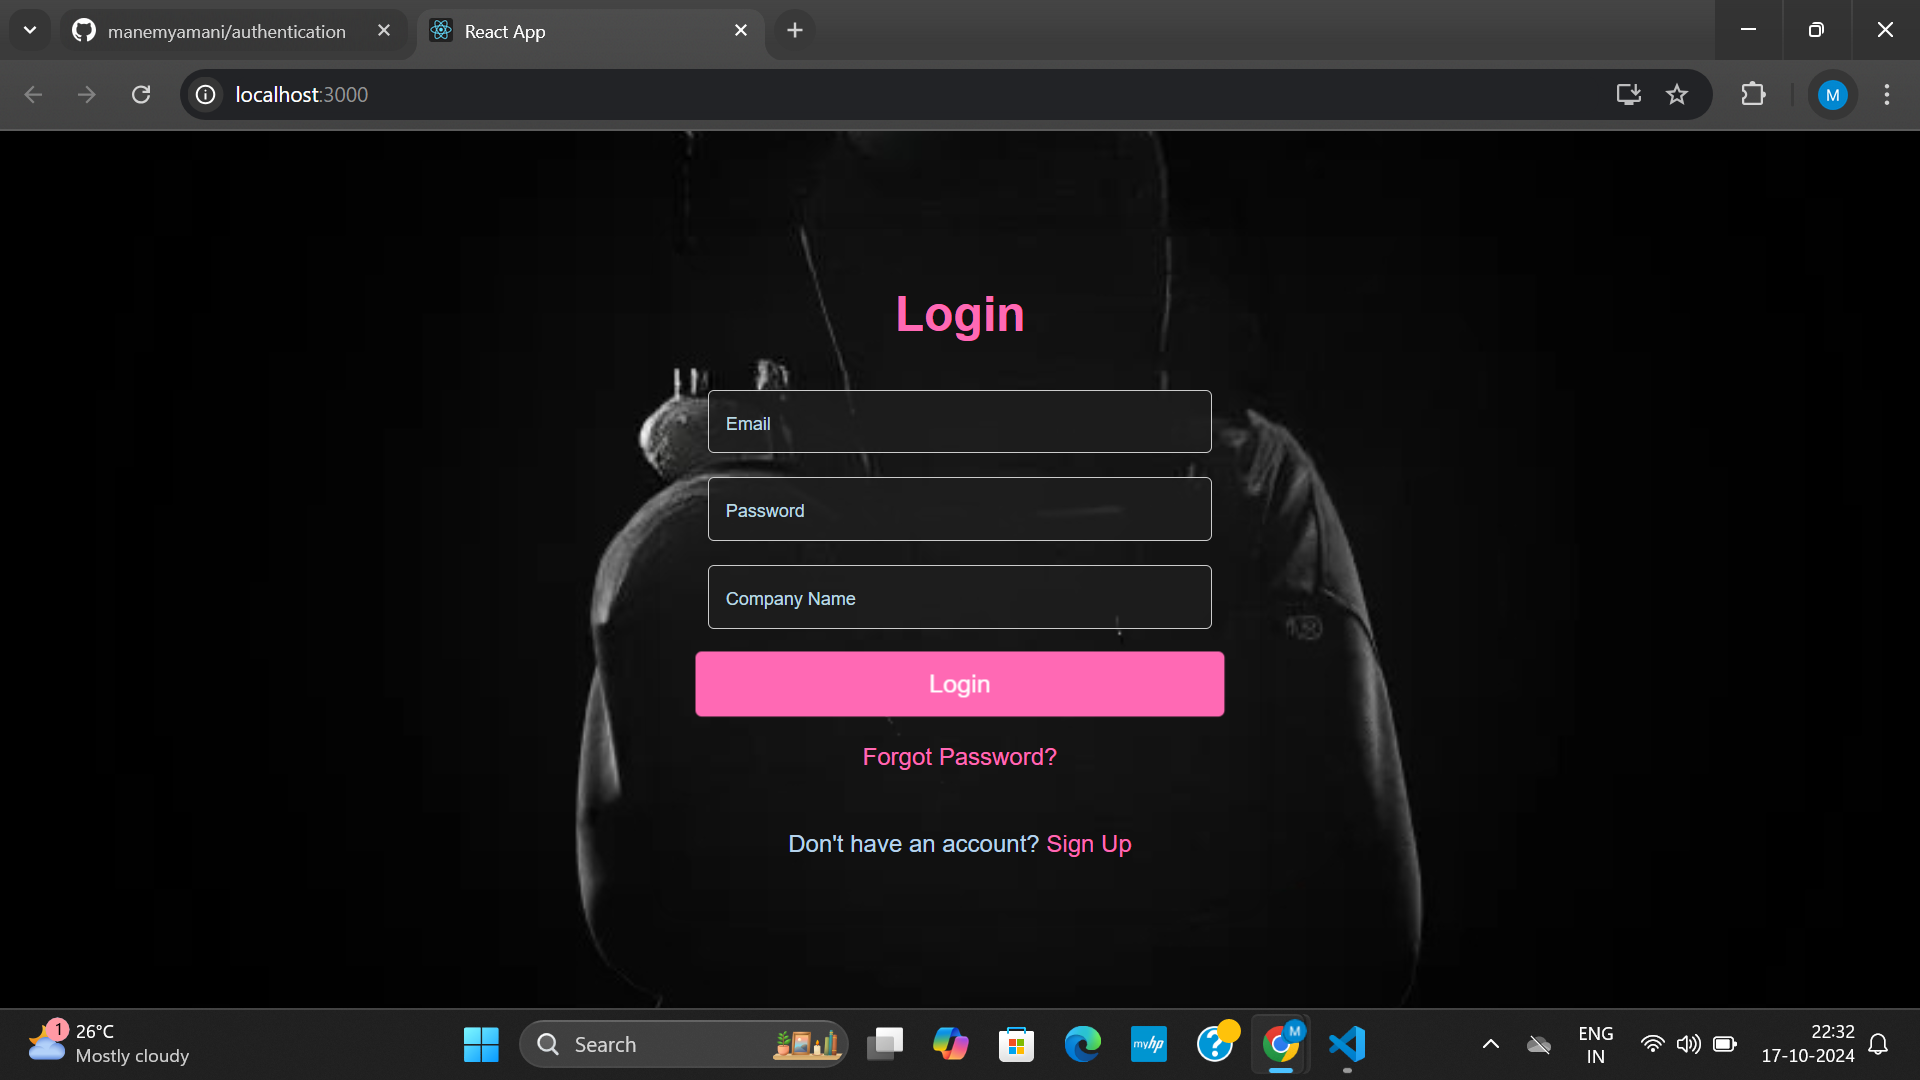 manemyamani/authentication
React App
localhost:3000
M
Login
Email
Password
Company Name
Login
Forgot Password?
Don't have an account? Sign Up
1
26°C
Mostly cloudy
Search
myhp
?
M
ENG
IN
22:32
17-10-2024